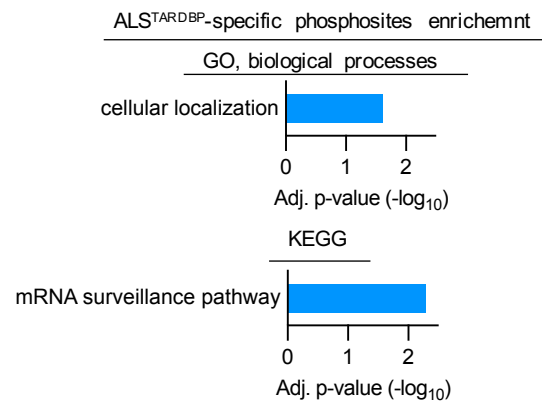 ALSTARDBP-specific phosphosites enrichemnt
GO, biological processes
cellular localization
0 1 2
Adj. p-value (-log10)
KEGG
mRNA surveillance pathway
0 1 2
Adj. p-value (-log10)